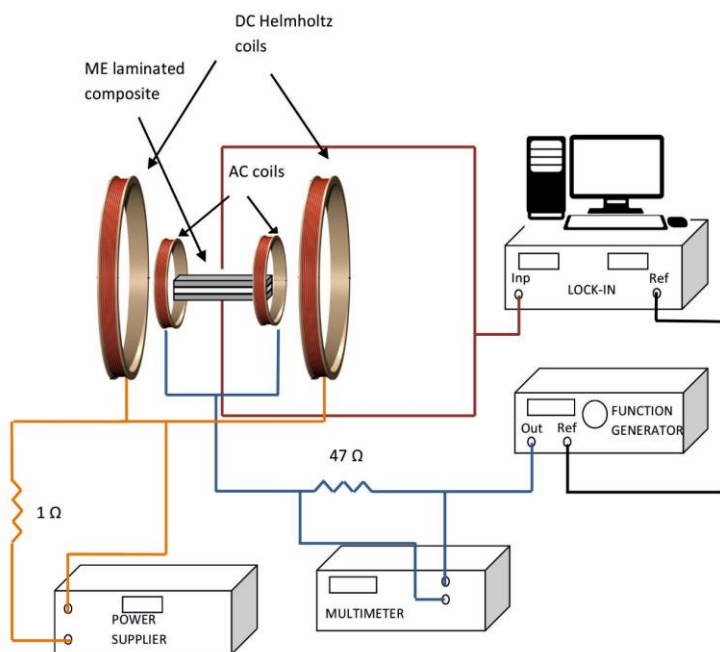 DC Helmholtz
coils
ME laminated
composite
AC coils
Inp
Ref
LOCK-IN
FUNCTION
GENERATOR
Out
Ref
47 Ω
1 Ω
MULTIMETER
POWER
SUPPLIER